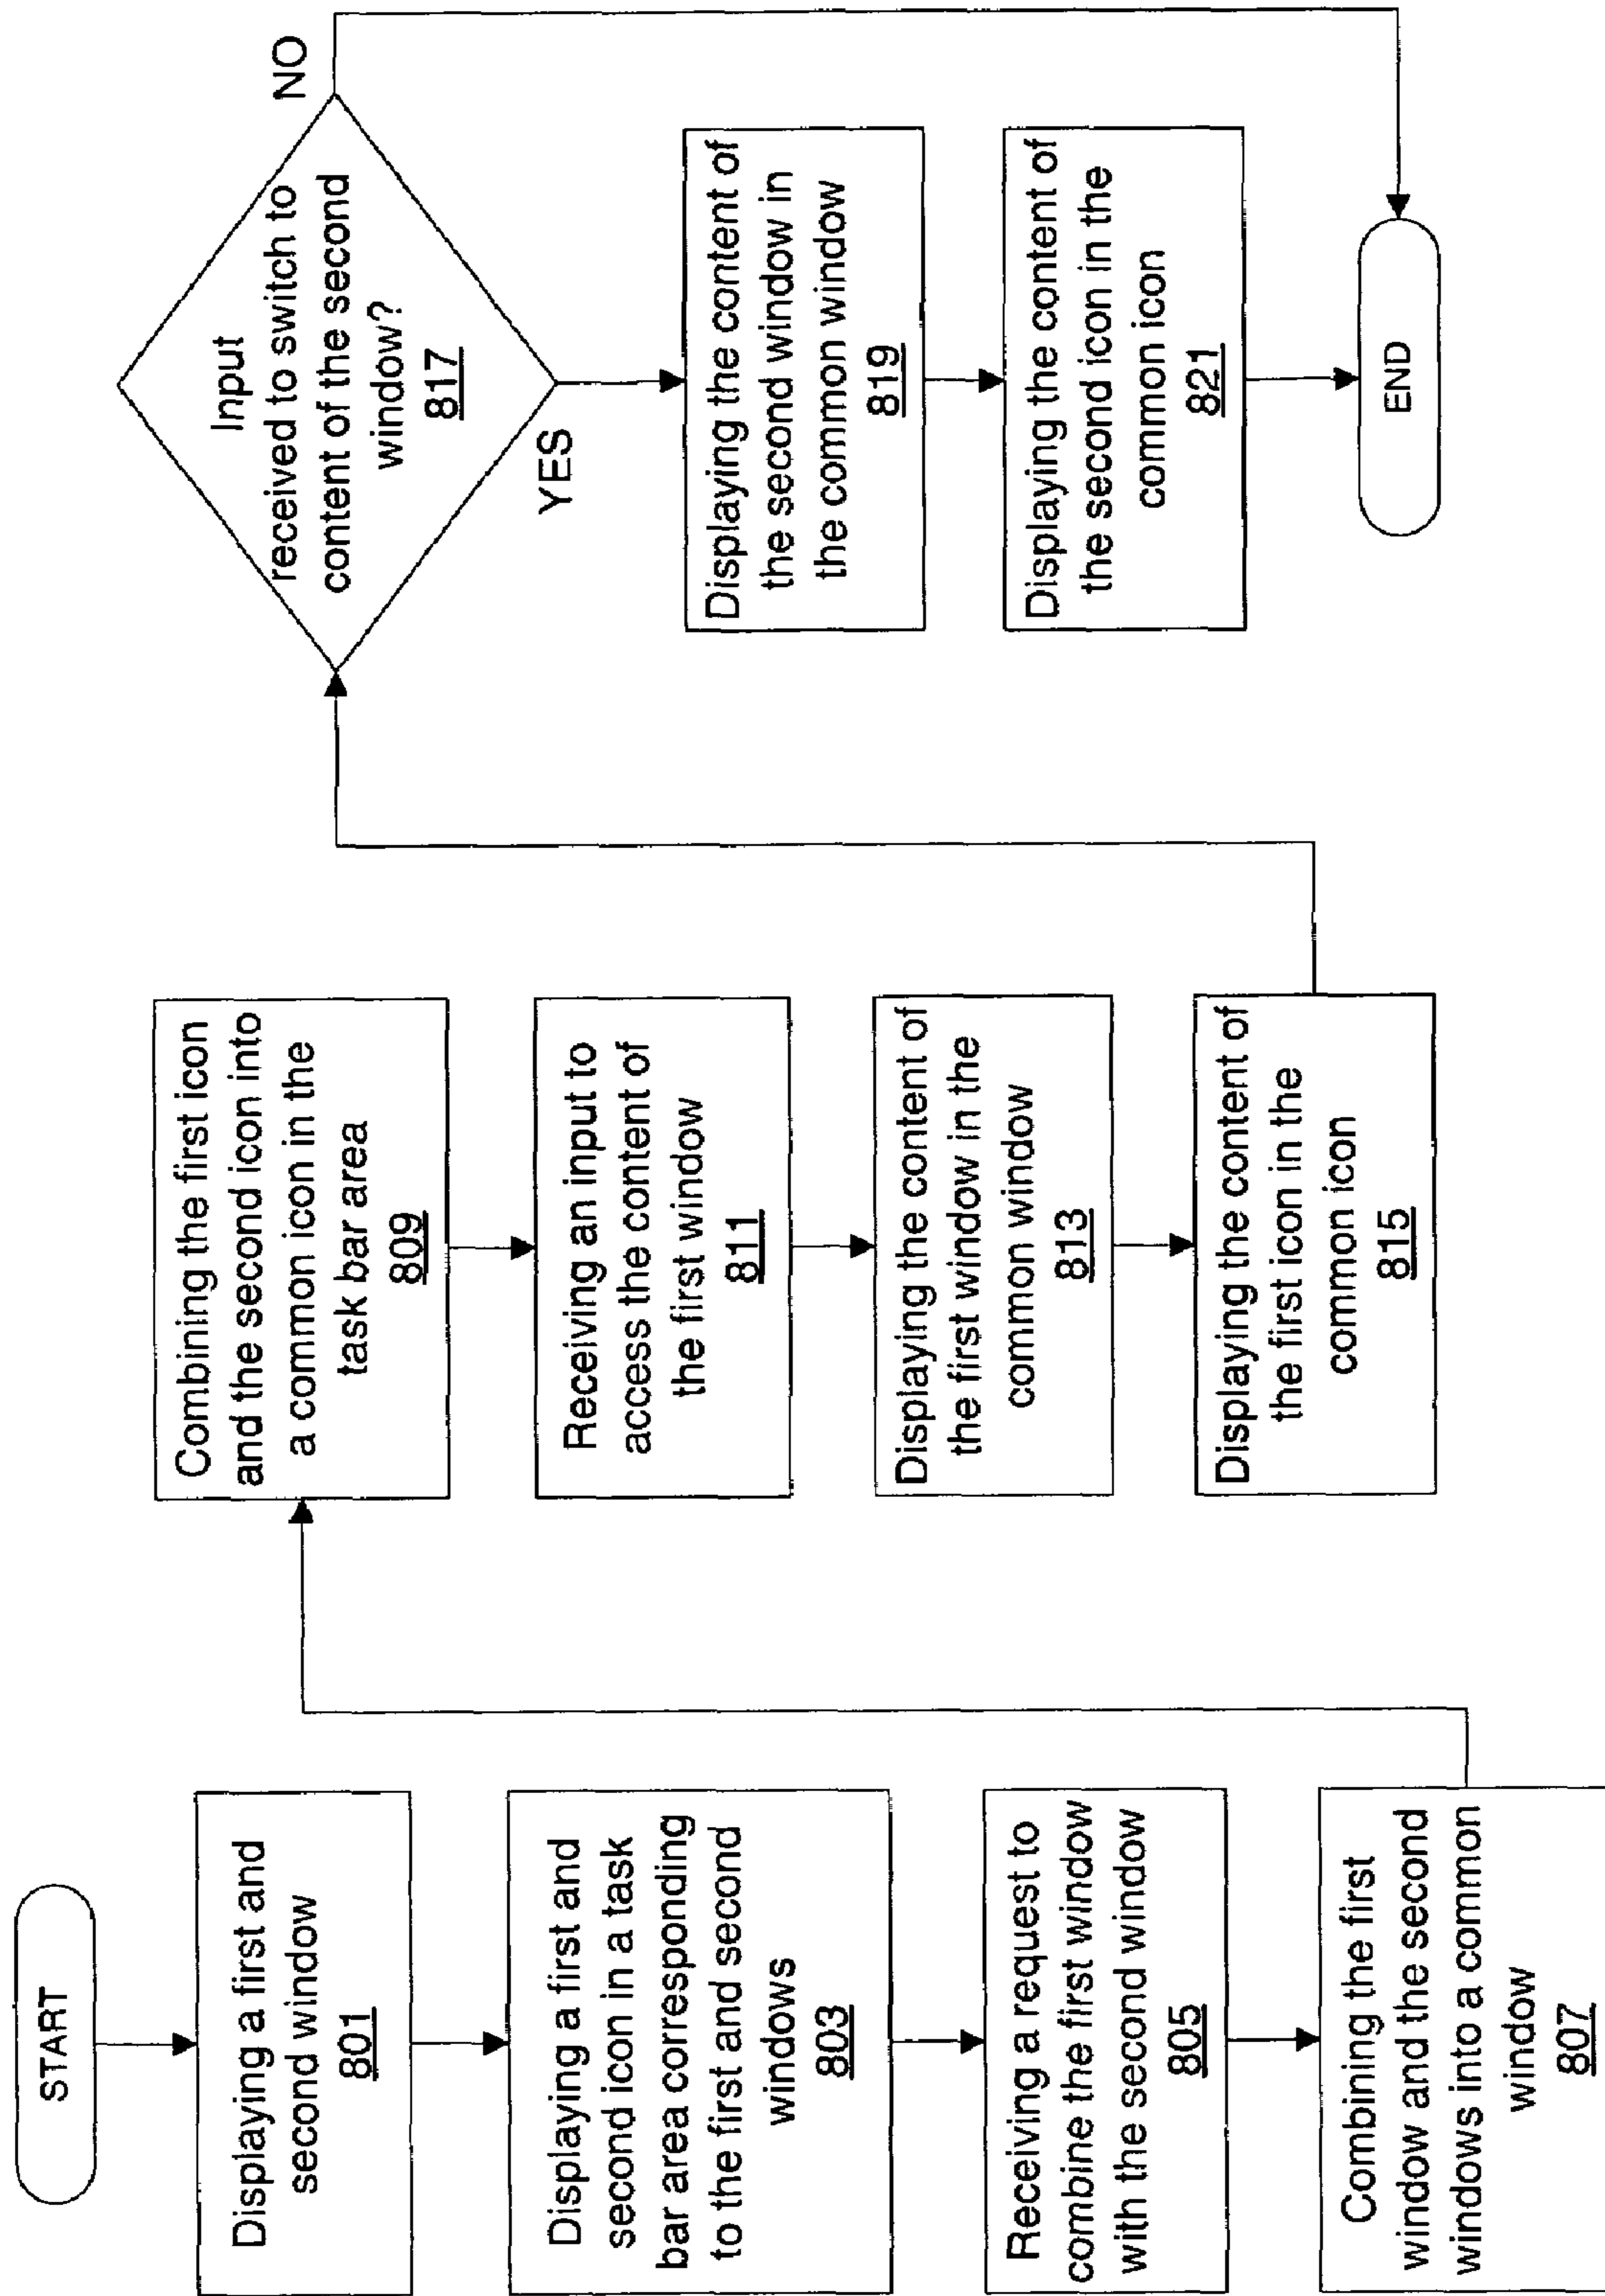 START
Displaying a first and
second window
801
Displaying a first and
second icon in a task
bar area corresponding
to the first and second
windows
803
Receiving a request to
combine the first window
with the second window
805
Combining the first
window and the second
windows into a common
window
807
Combining the first icon
and the second icon into
a common icon in the
task bar area
809
Receiving an input to
access the content of
the first window
811
Displaying the content of
the first window in the
common window
813
Displaying the content of
the first icon in the
common icon
815
Input
received to switch to
content of the second
window?
817
NO
YES
Displaying the content of
the second window in
the common window
819
Displaying the content of
the second icon in the
common icon
821
END